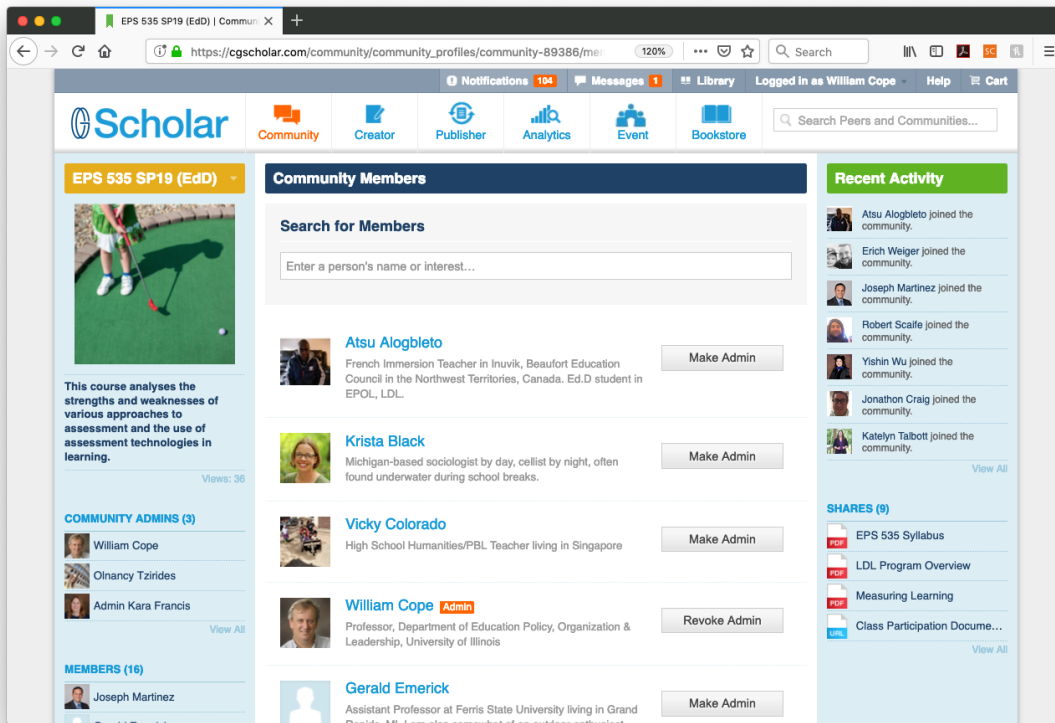 EPS 535 SP19 (EdD) | Commun
https://cgscholar.com/community/community_profiles/community-89386/me
120%
Search
Notifications 104
Messages 1
Library
Logged in as William Cope
Help
Cart
Scholar
Community
Creator
Publisher
Analytics
Event
Bookstore
Search Peers and Communities...
EPS 535 SP19 (EdD)
This course analyses the
strengths and weaknesses of
various approaches to
assessment and the use of
assessment technologies in
learning.
Views: 36
COMMUNITY ADMINS (3)
William Cope
Olnancy Tzirides
Admin Kara Francis
View All
MEMBERS (16)
Joseph Martinez
Community Members
Search for Members
Enter a person's name or interest...
Atsu Alogbleto
French Immersion Teacher in Inuvik, Beaufort Education
Council in the Northwest Territories, Canada. Ed.D student in
EPOL, LDL.
Make Admin
Krista Black
Michigan-based sociologist by day, cellist by night, often
found underwater during school breaks.
Make Admin
Vicky Colorado
High School Humanities/PBL Teacher living in Singapore
Make Admin
William Cope Admin
Professor, Department of Education Policy, Organization &
Leadership, University of Illinois
Revoke Admin
Gerald Emerick
Assistant Professor at Ferris State University living in Grand
Make Admin
Recent Activity
Atsu Alogbleto joined the
community.
Erich Weiger joined the
community.
Joseph Martinez joined the
community.
Robert Scaife joined the
community.
Yishin Wu joined the
community.
Jonathon Craig joined the
community.
Katelyn Talbott joined the
community.
View All
SHARES (9)
PDF EPS 535 Syllabus
PDF LDL Program Overview
PDF Measuring Learning
URL Class Participation Docume...
View All